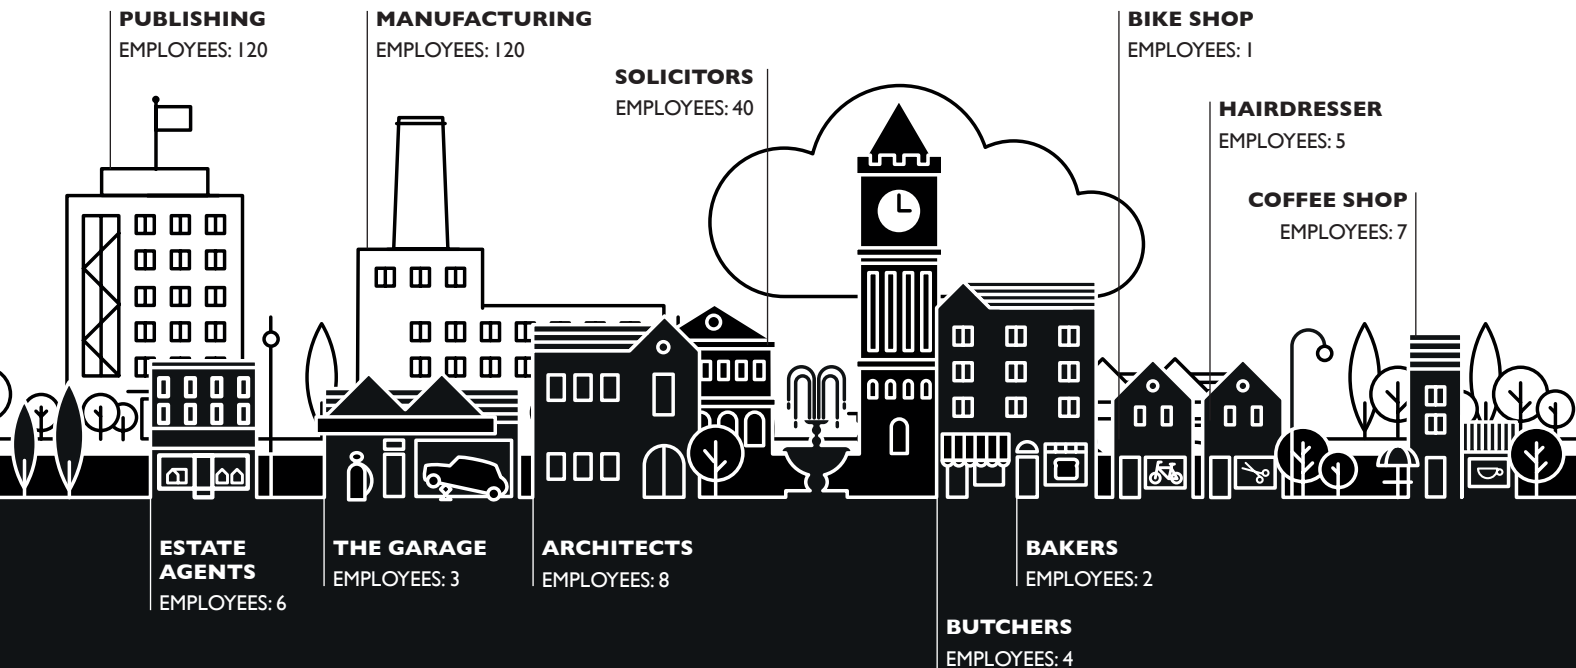 PUBLISHING
EMPLOYEES: 120
MANUFACTURING
EMPLOYEES: 120
SOLICITORS
EMPLOYEES: 40
BIKE SHOP
EMPLOYEES: 1
HAIRDRESSER
EMPLOYEES: 5
COFFEE SHOP
EMPLOYEES: 7
ESTATE
AGENTS
EMPLOYEES: 6
THE GARAGE
EMPLOYEES: 3
ARCHITECTS
EMPLOYEES: 8
BAKERS
EMPLOYEES: 2
BUTCHERS
EMPLOYEES: 4